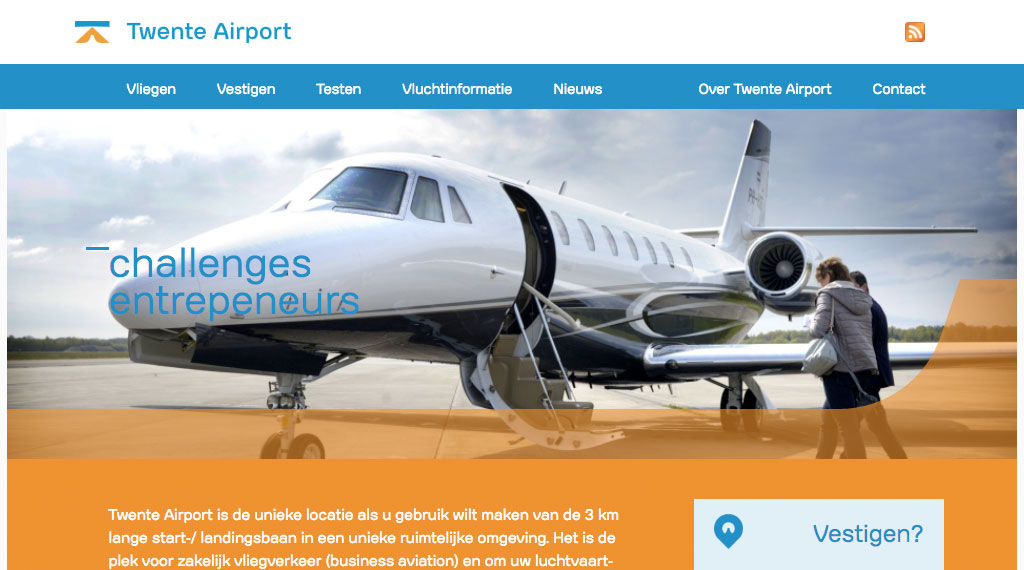 Twente Airport
Vliegen Vestigen Testen Vluchtinformatie Nieuws Over Twente Airport Contact
challenges
entrepeneurs
Twente Airport is de unieke locatie als u gebruik wilt maken van de 3 km
lange start-/ landingsbaan in een unieke ruimtelijke omgeving. Het is de
plek voor zakelijk vliegverkeer (business aviation) en om uw luchtvaart-
Vestigen?